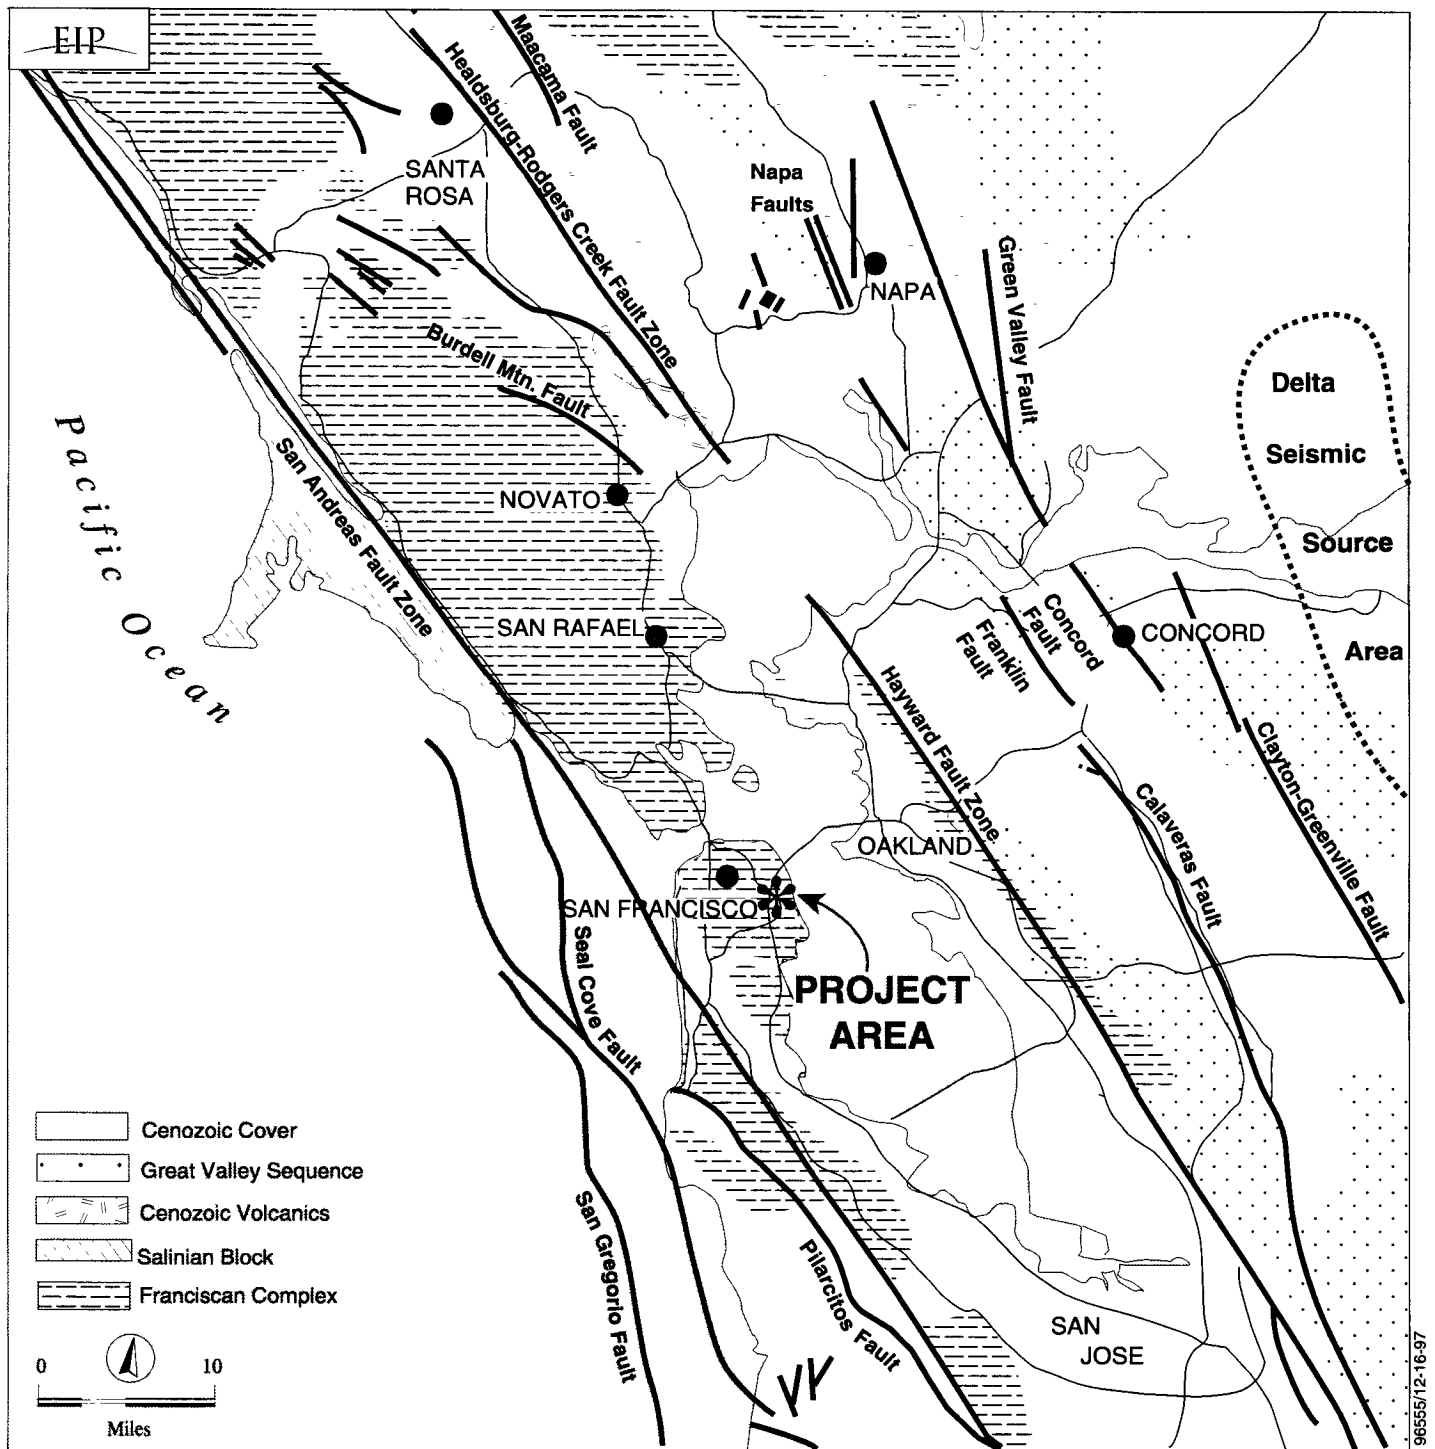 EIP
Maacama Fault
Healdsburg-Rodgers Creek Fault Zone
SANTA
ROSA
Napa
Faults
NAPA
Green Valley Fault
Burdell Mtn. Fault
Delta
Seismic
Source
Area
Pacific Ocean
San Andreas Fault Zone
NOVATO
SAN RAFAEL
Franklin
Fault
Concord
Fault
CONCORD
Hayward Fault Zone
Clayton-Greenville Fault
Calaveras Fault
OAKLAND
SAN FRANCISCO
Seal Cove Fault
PROJECT
AREA
San Gregorio Fault
Pilarcitos Fault
SAN
JOSE
Cenozoic Cover
Great Valley Sequence
Cenozoic Volcanics
Salinian Block
Franciscan Complex
0 10
Miles
96555/12-16-97